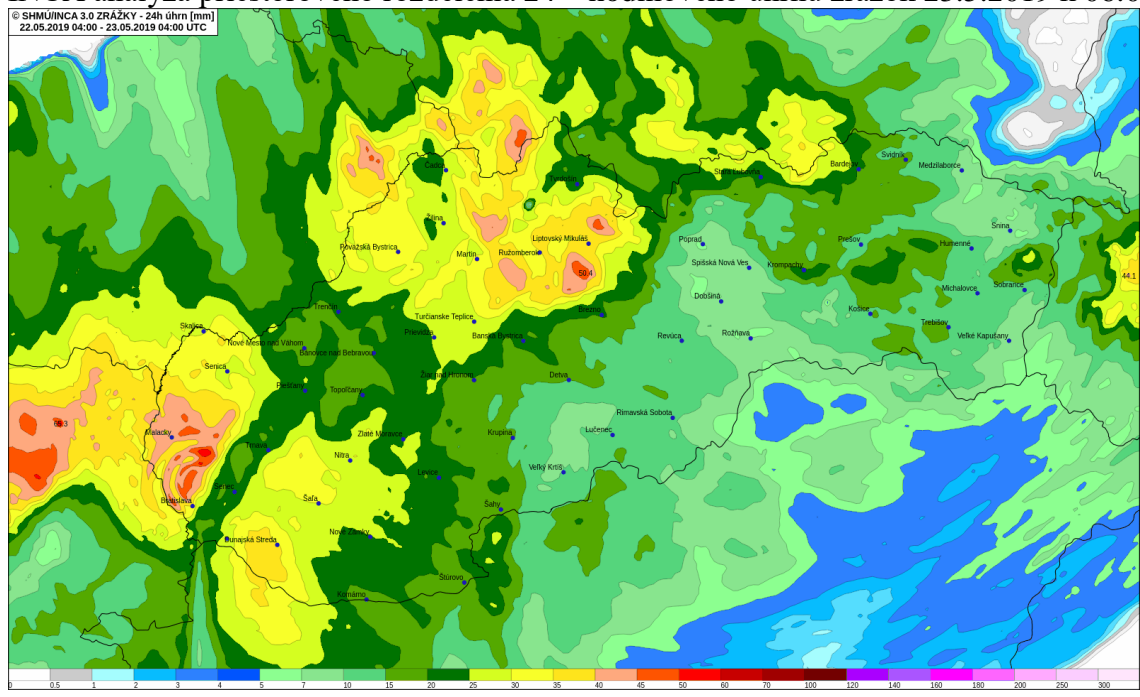 © SHMÚ/INCA 3.0 ZRÁŽKY - 24h úhrn [mm]
22.05.2019 04:00 - 23.05.2019 04:00 UTC
Svidník
Bardejov
Medzilaborce
Čadca
Stará Ľubovňa
Tvrdošín
Žilina
Snina
Liptovský Mikuláš
Poprad
Prešov
Humenné
Považská Bystrica
Martin
Ružomberok
Spišská Nová Ves
Krompachy
50.4
44.1
Michalovce
Sobrance
Dobšiná
Trenčín
Brezno
Košice
Turčianske Teplice
Trebišov
Skalica
Prievidza
Banská Bystrica
Revúca
Rožňava
Veľké Kapušany
Nové Mesto nad Váhom
Bánovce nad Bebravou
Senica
Žiar nad Hronom
Detva
Piešťany
Topoľčany
Rimavská Sobota
Malacky
Zlaté Moravce
Krupina
Lučenec
Trnava
Nitra
Veľký Krtíš
Levice
Senec
Bratislava
Šaľa
Šahy
Nové Zámky
Dunajská Streda
Štúrovo
Komárno
0 0.5 1 2 3 4 5 7 10 15 20 25 30 35 40 45 50 60 70 100 120 140 160 180 200 250 300